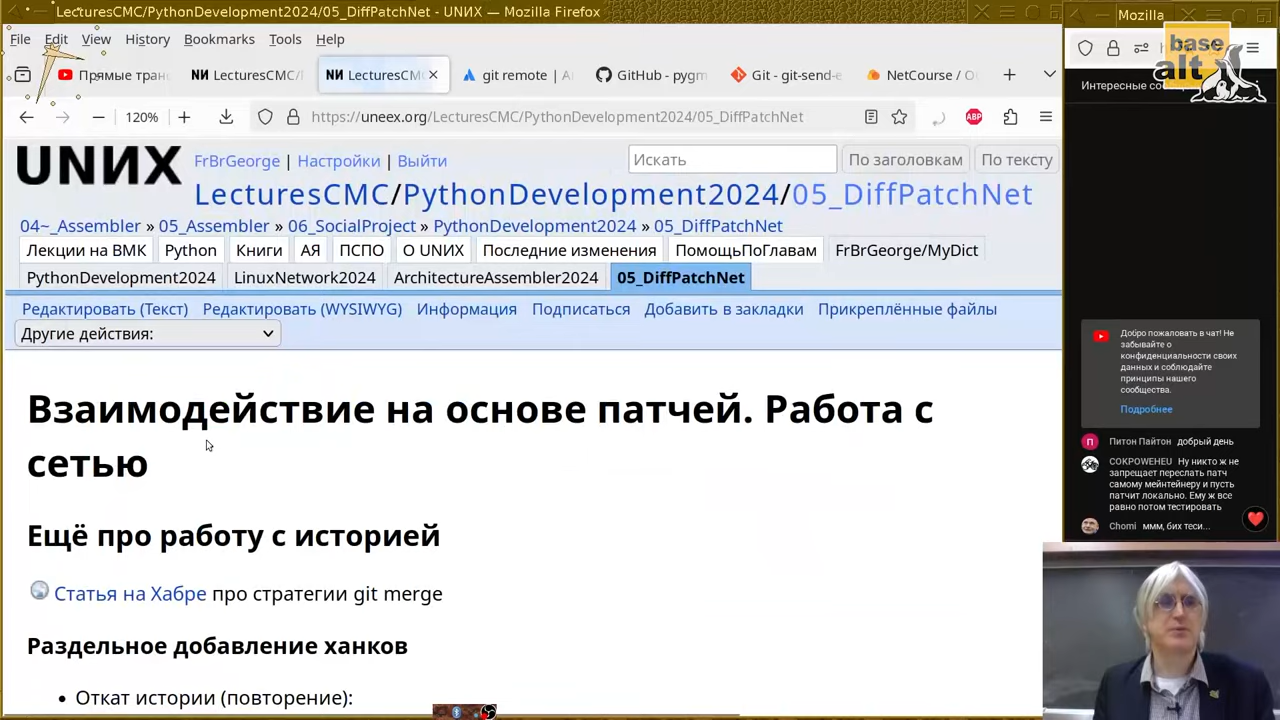 LecturesCMC/PythonDevelopment2024/05_DiffPatchNet - UNИX — Mozilla Firefox
Mozilla
File Edit View History Bookmarks Tools Help
Прямые тран
LecturesCMC/
LecturesCM
git remote | A
GitHub - pygm
Git - git-send-e
NetCourse / O
120%
https://uneex.org/LecturesCMC/PythonDevelopment2024/05_DiffPatchNet
ABP
base
alt
Интересные со
UNИX
FrBrGeorge | Настройки | Выйти
Искать
По заголовкам
По тексту
LecturesCMC/PythonDevelopment2024/05_DiffPatchNet
04~_Assembler » 05_Assembler » 06_SocialProject » PythonDevelopment2024 » 05_DiffPatchNet
Лекции на ВМК Python Книги АЯ ПСПО О UNИX Последние изменения ПомощьПоГлавам FrBrGeorge/MyDict
PythonDevelopment2024 LinuxNetwork2024 ArchitectureAssembler2024 05_DiffPatchNet
Редактировать (Текст) Редактировать (WYSIWYG) Информация Подписаться Добавить в закладки Прикреплённые файлы
Другие действия:
Взаимодействие на основе патчей. Работа с
сетью
Ещё про работу с историей
Статья на Хабре про стратегии git merge
Раздельное добавление ханков
• Откат истории (повторение):
Добро пожаловать в чат! Не
забывайте о
конфиденциальности своих
данных и соблюдайте
принципы нашего
сообщества.
Подробнее
П Питон Пайтон добрый день
COKPOWEHEU Ну никто ж не
запрещает переслать патч
самому мейнтейнеру и пусть
патчит локально. Ему ж все
равно потом тестировать
Chomi ммм, бих теси...